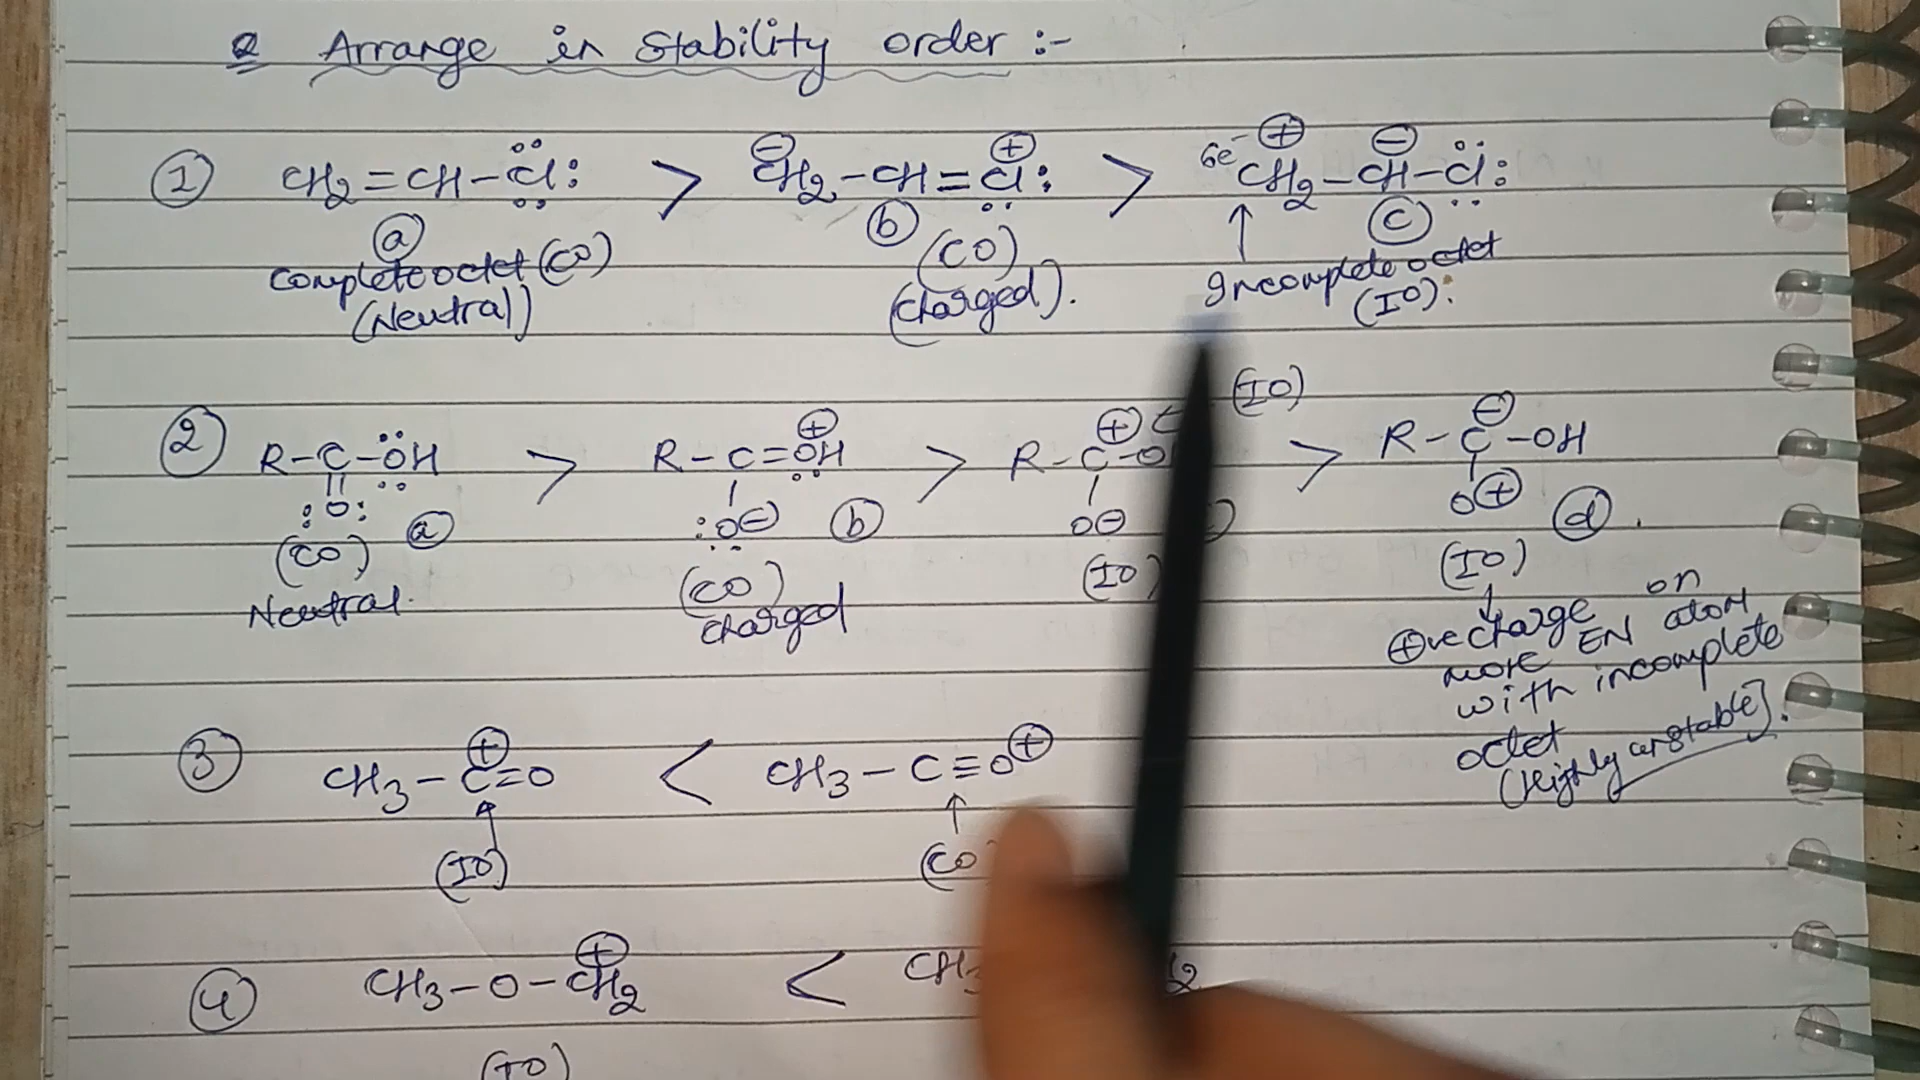 Q Arrange in Stability order :-
① CH2=CH-Cl: > ⊖CH2-CH=Cl⊕: > 6e- ⊕CH2-⊖CH-Cl:
ⓐ ⓑ ⓒ
Complete octet (CO) (CO) Incomplete octet
(Neutral) (charged). (IO).
(IO)
② R-C-OH > R-C=⊕OH > R-⊕C-O > R-⊖C-OH
:O: ⓐ :O⊖ ⓑ O⊖ O⊕ ⓓ.
(CO) (CO) (IO) (IO)
Neutral. charged
⊕ve charge on
more EN atom
with incomplete
octet
(Highly unstable).
③ CH3-⊕C=O < CH3-C≡O⊕
(IO) (CO
④ CH3-O-⊕CH2 < CH3
(IO)